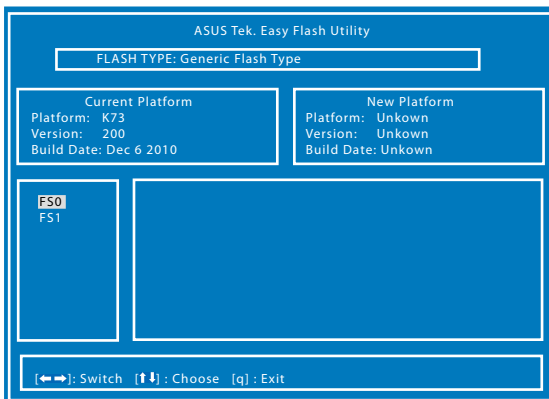 ASUS Tek. Easy Flash Utility
FLASH TYPE: Generic Flash Type
Current Platform
Platform: K73
Version: 200
Build Date: Dec 6 2010
New Platform
Platform: Unkown
Version: Unkown
Build Date: Unkown
FS0
FS1
[←→]: Switch [↑↓] : Choose [q] : Exit